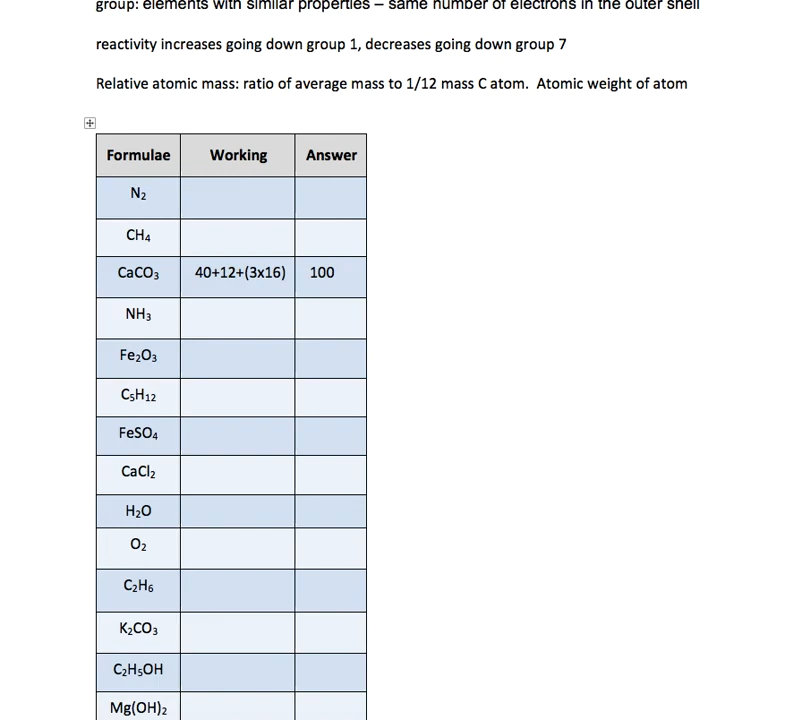 group: elements with similar properties – same number of electrons in the outer shell
reactivity increases going down group 1, decreases going down group 7
Relative atomic mass: ratio of average mass to 1/12 mass C atom. Atomic weight of atom
Formulae Working Answer
N₂
CH₄
CaCO₃ 40+12+(3x16) 100
NH₃
Fe₂O₃
C₅H₁₂
FeSO₄
CaCl₂
H₂O
O₂
C₂H₆
K₂CO₃
C₂H₅OH
Mg(OH)₂